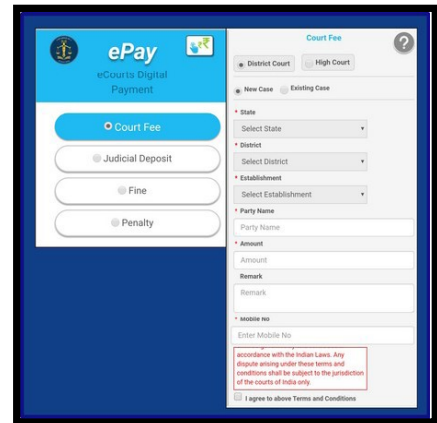 ePay
eCourts Digital
Payment
Court Fee
Judicial Deposit
Fine
Penalty
Court Fee
?
District Court
High Court
New Case
Existing Case
* State
Select State
* District
Select District
* Establishment
Select Establishment
* Party Name
Party Name
* Amount
Amount
Remark
Remark
* Mobile No
Enter Mobile No
accordance with the Indian Laws. Any
dispute arising under these terms and
conditions shall be subject to the jurisdiction
of the courts of India only.
I agree to above Terms and Conditions